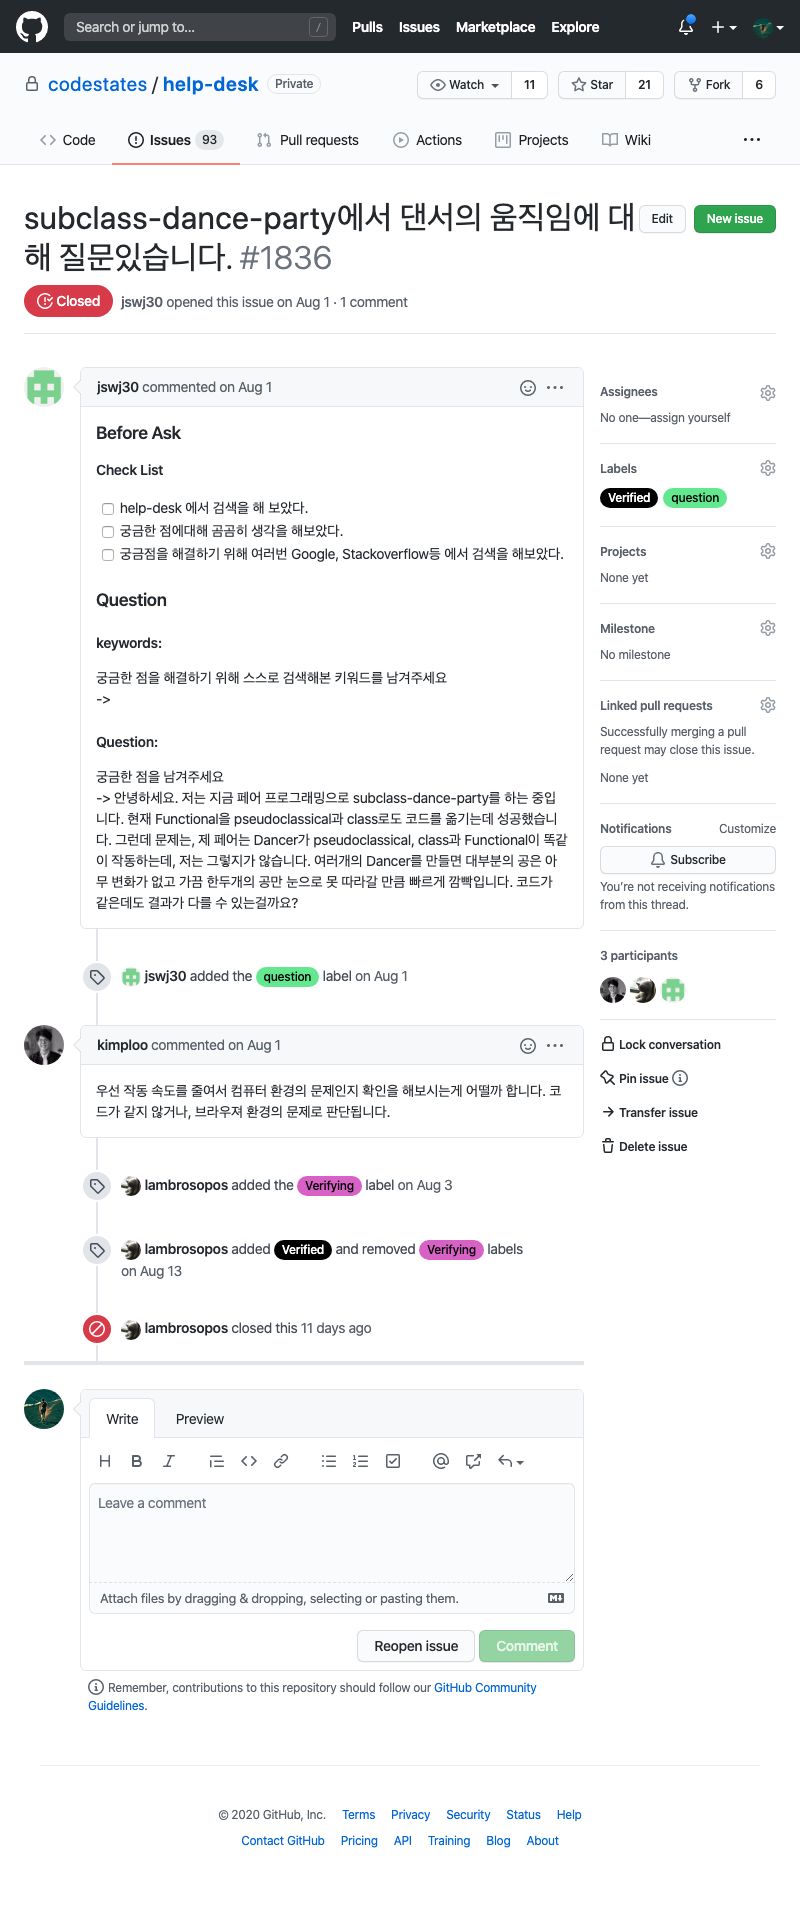 Search or jump to...
/
Pulls
Issues
Marketplace
Explore
codestates / help-desk
Private
Watch
11
Star
21
Fork
6
Code
Issues 93
Pull requests
Actions
Projects
Wiki
subclass-dance-party에서 댄서의 움직임에 대
해 질문있습니다. #1836
Edit
New issue
Closed
jswj30 opened this issue on Aug 1 · 1 comment
jswj30 commented on Aug 1
Before Ask
Check List
help-desk 에서 검색을 해 보았다.
궁금한 점에대해 곰곰히 생각을 해보았다.
궁금점을 해결하기 위해 여러번 Google, Stackoverflow등 에서 검색을 해보았다.
Question
keywords:
궁금한 점을 해결하기 위해 스스로 검색해본 키워드를 남겨주세요
->
Question:
궁금한 점을 남겨주세요
-> 안녕하세요. 저는 지금 페어 프로그래밍으로 subclass-dance-party를 하는 중입
니다. 현재 Functional을 pseudoclassical과 class로도 코드를 옮기는데 성공했습니
다. 그런데 문제는, 제 페어는 Dancer가 pseudoclassical, class과 Functional이 똑같
이 작동하는데, 저는 그렇지가 않습니다. 여러개의 Dancer를 만들면 대부분의 공은 아
무 변화가 없고 가끔 한두개의 공만 눈으로 못 따라갈 만큼 빠르게 깜빡입니다. 코드가
같은데도 결과가 다를 수 있는걸까요?
jswj30 added the question label on Aug 1
kimploo commented on Aug 1
우선 작동 속도를 줄여서 컴퓨터 환경의 문제인지 확인을 해보시는게 어떨까 합니다. 코
드가 같지 않거나, 브라우져 환경의 문제로 판단됩니다.
lambrosopos added the Verifying label on Aug 3
lambrosopos added Verified and removed Verifying labels
on Aug 13
lambrosopos closed this 11 days ago
Assignees
No one—assign yourself
Labels
Verified question
Projects
None yet
Milestone
No milestone
Linked pull requests
Successfully merging a pull
request may close this issue.
None yet
Notifications
Customize
Subscribe
You're not receiving notifications
from this thread.
3 participants
Lock conversation
Pin issue
Transfer issue
Delete issue
Write
Preview
H B I
Leave a comment
Attach files by dragging & dropping, selecting or pasting them.
Reopen issue
Comment
Remember, contributions to this repository should follow our GitHub Community
Guidelines.
© 2020 GitHub, Inc.
Terms
Privacy
Security
Status
Help
Contact GitHub
Pricing
API
Training
Blog
About